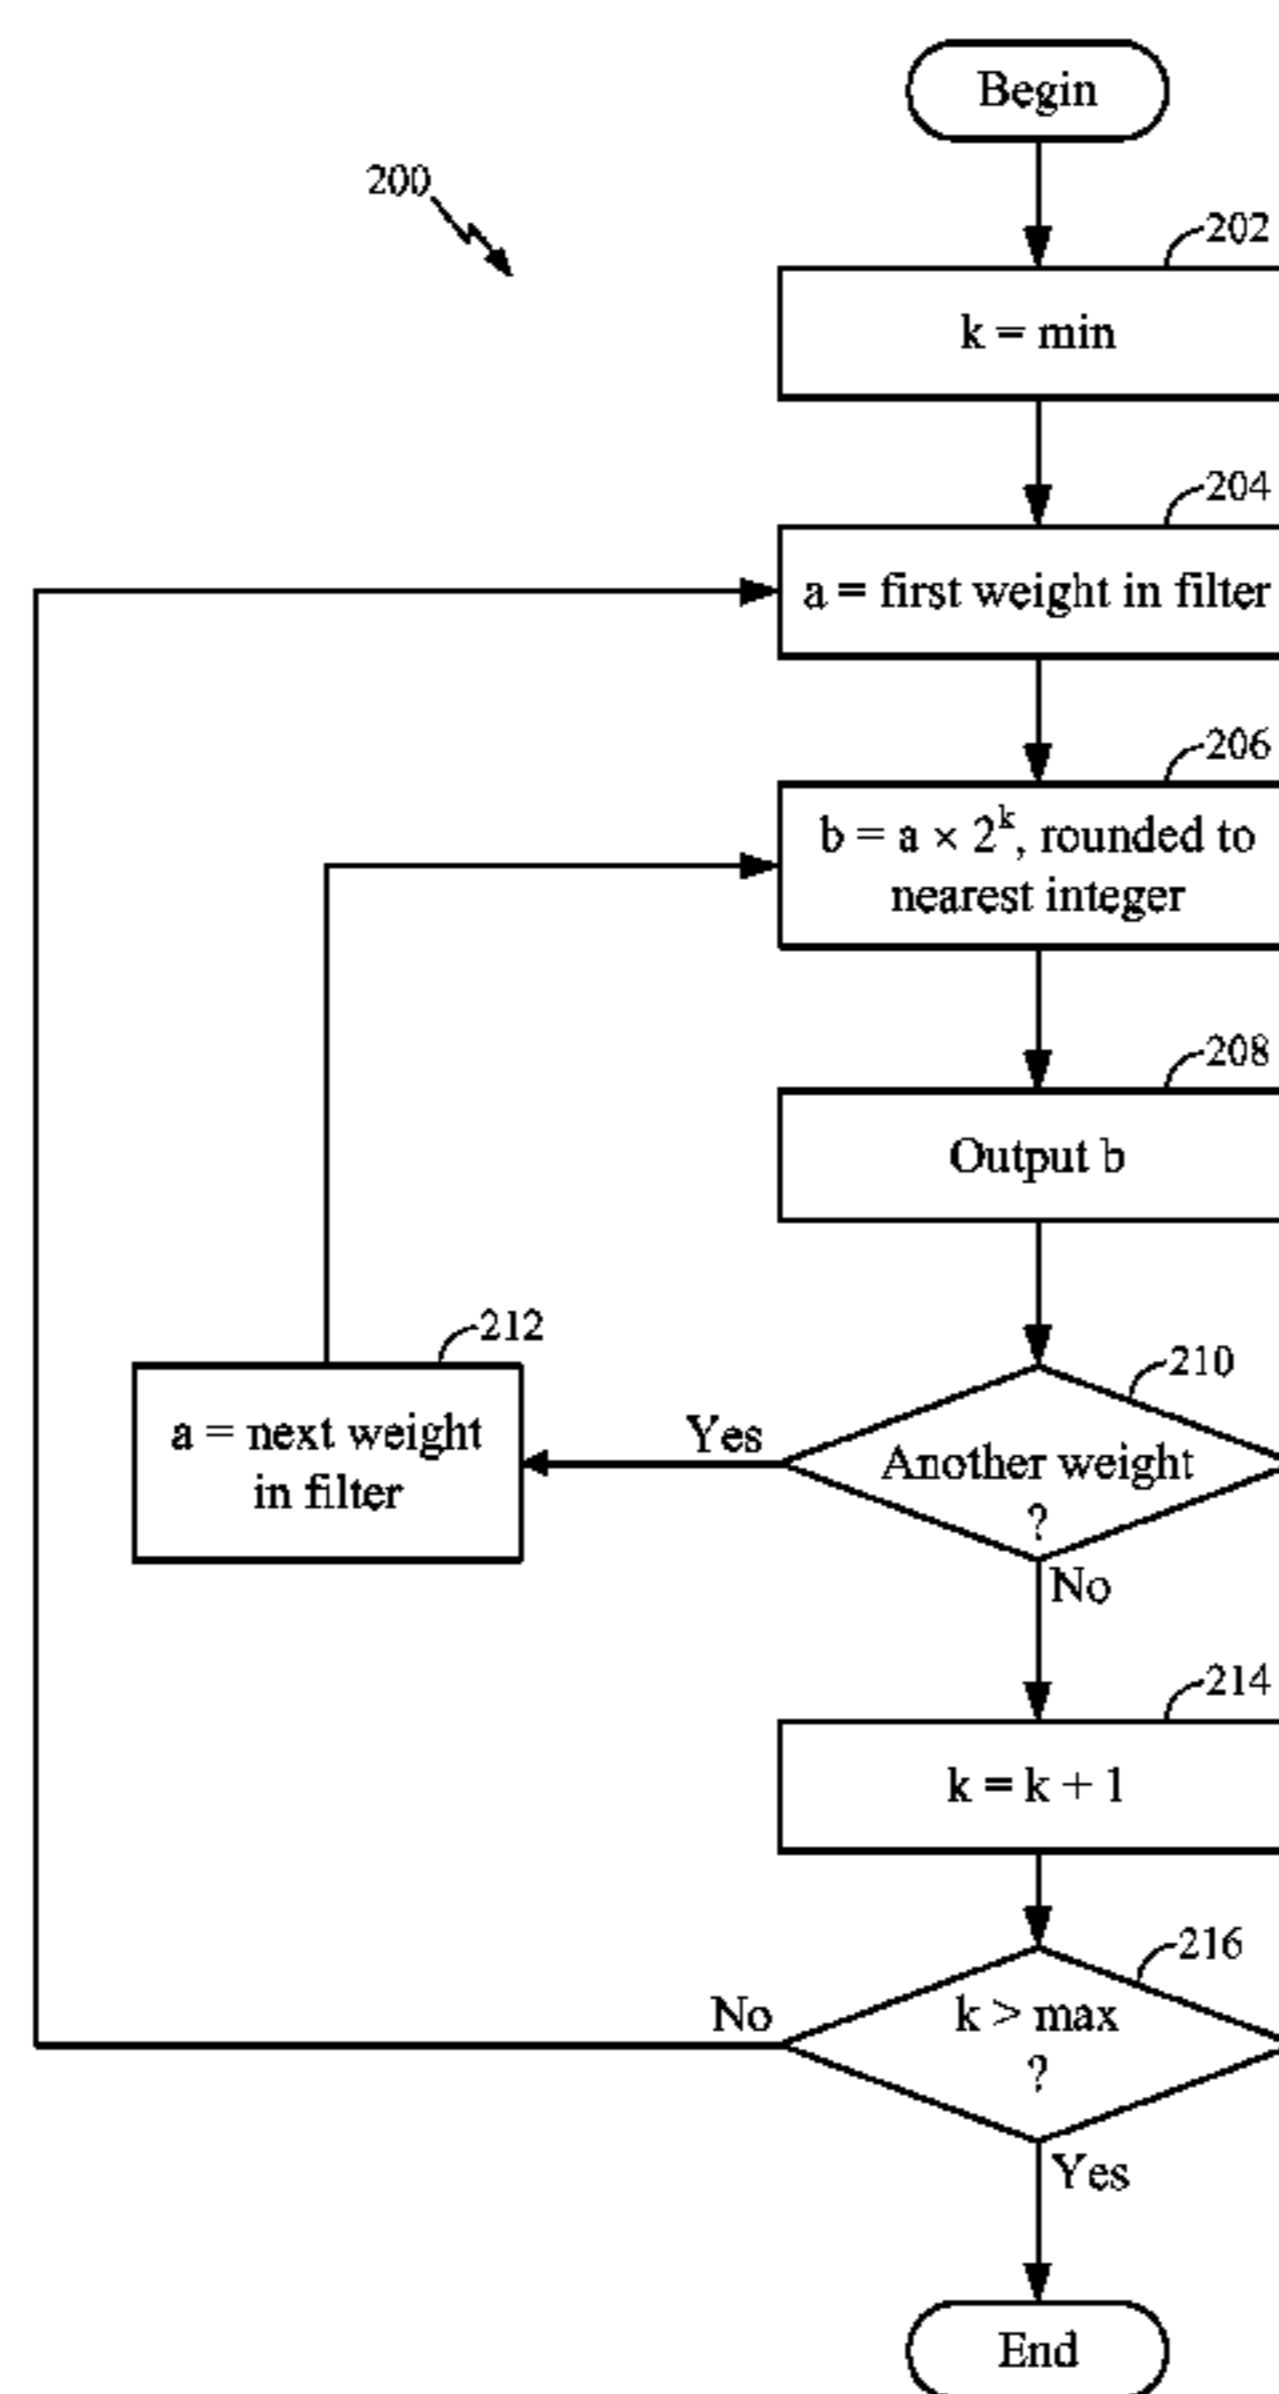 Begin
200
202
k = min
204
a = first weight in filter
206
b = a × 2^k, rounded to
nearest integer
208
Output b
212
a = next weight
in filter
210
Yes
Another weight
?
No
214
k = k + 1
216
No
k > max
?
Yes
End